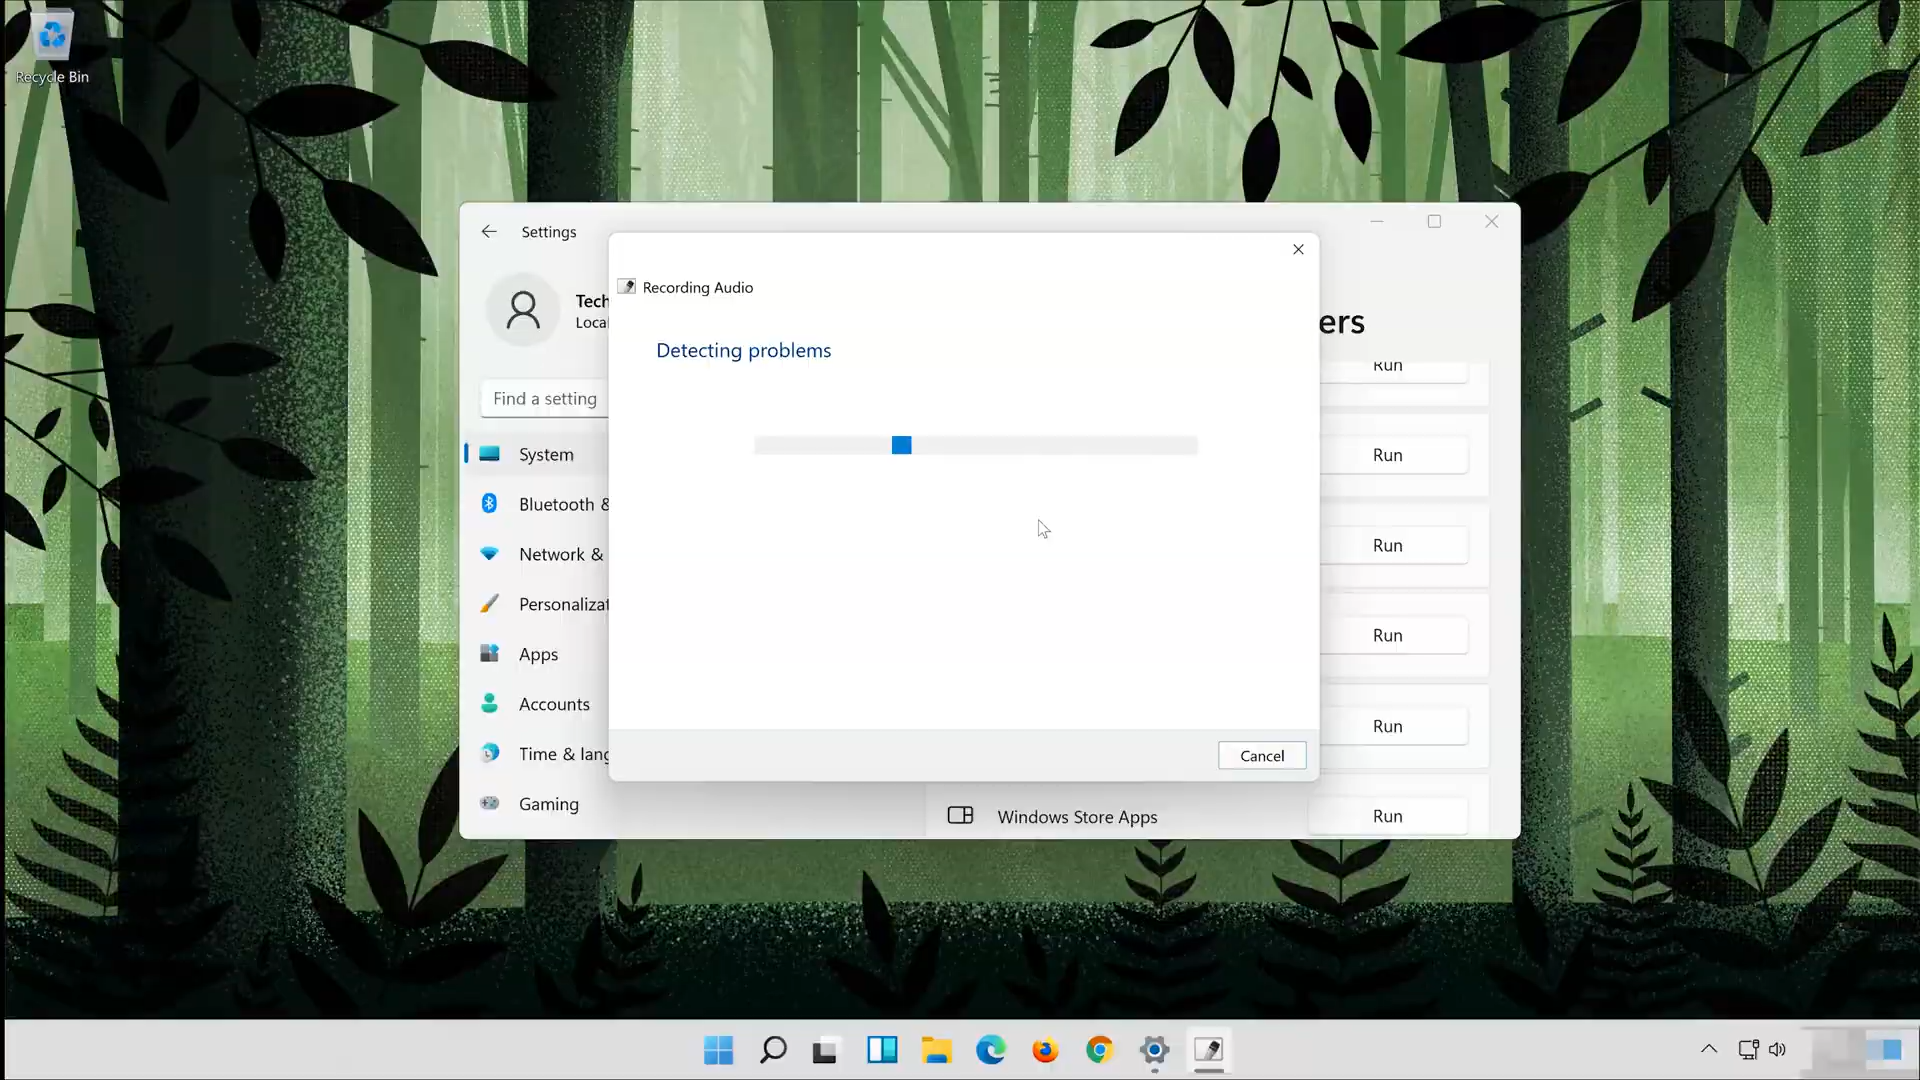 Recycle Bin
Settings
Tech
Local
Find a setting
System
Bluetooth &
Network &
Personalizat
Apps
Accounts
Time & lang
Gaming
Recording Audio
Detecting problems
Cancel
ers
Run
Run
Run
Run
Run
Windows Store Apps
Run